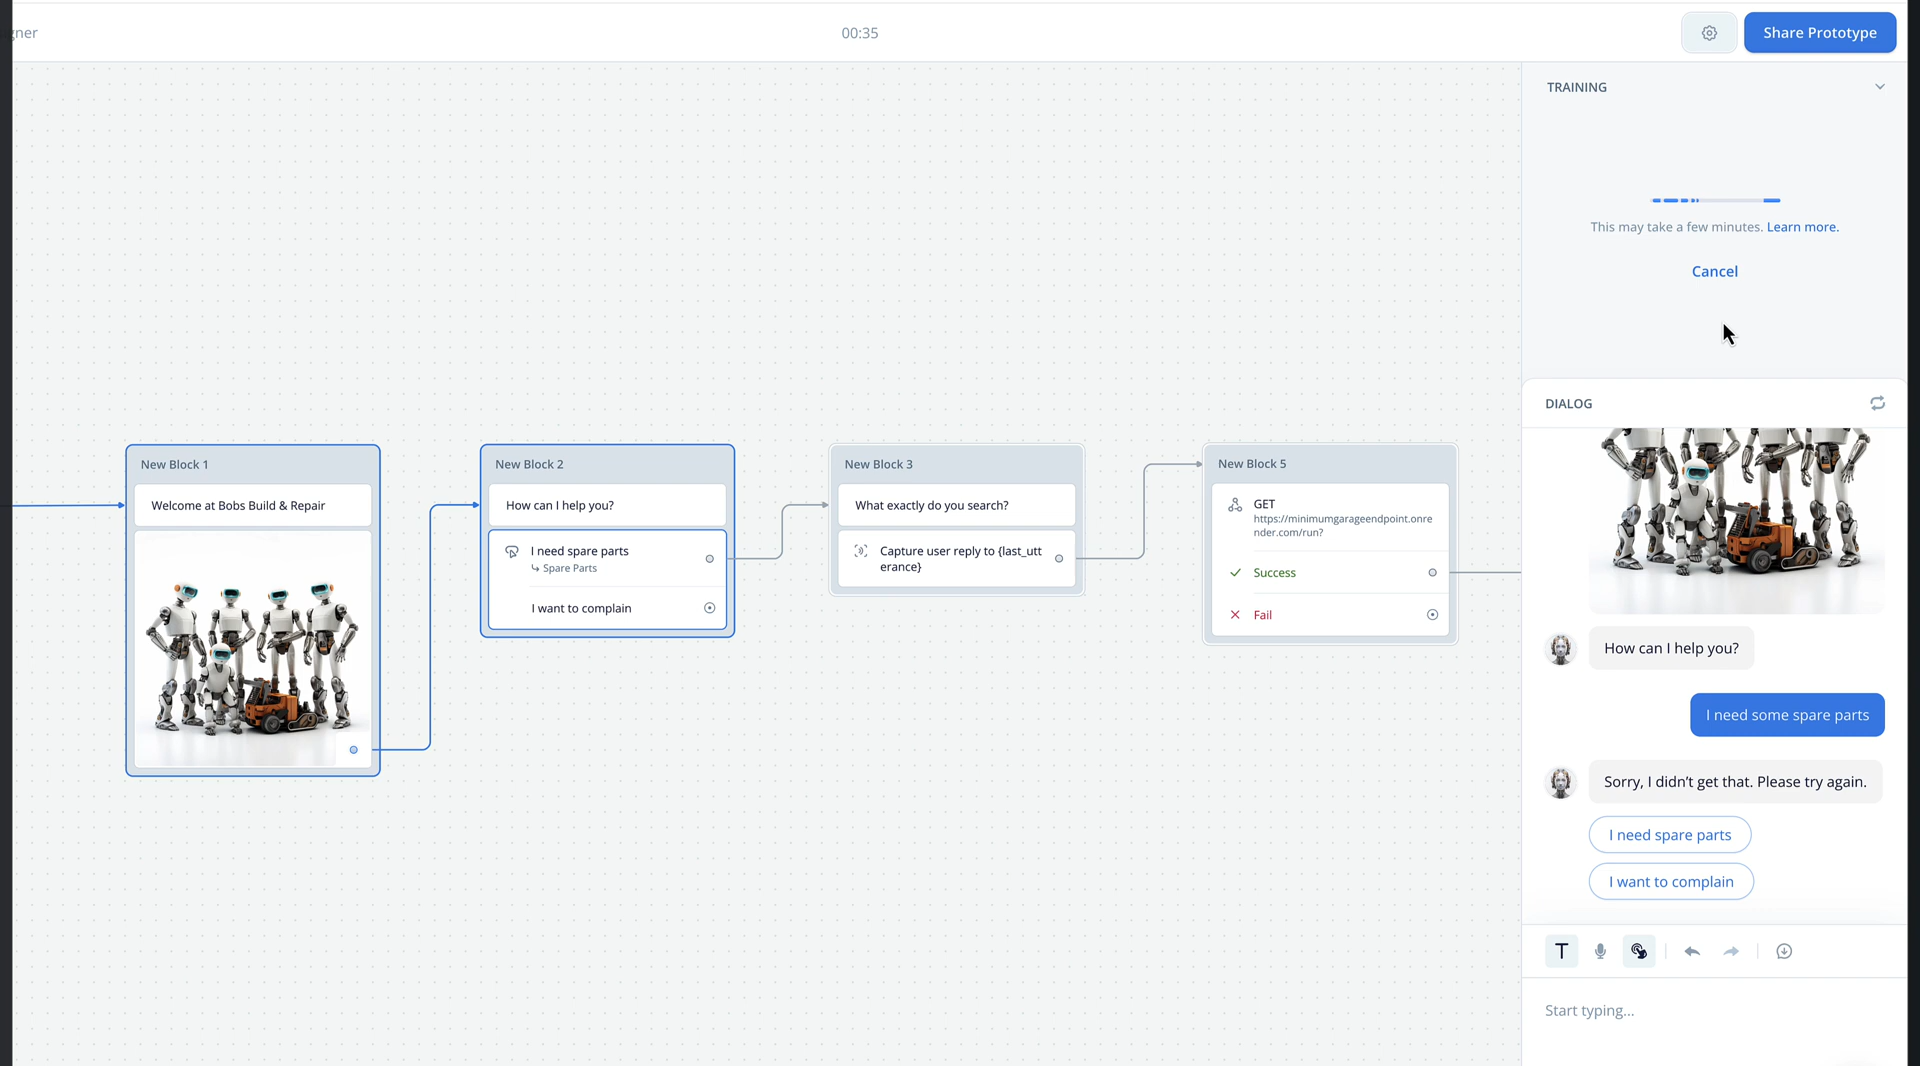 gner
00:35
Share Prototype
TRAINING
This may take a few minutes. Learn more.
Cancel
DIALOG
New Block 1
Welcome at Bobs Build & Repair
New Block 2
How can I help you?
I need spare parts
Spare Parts
I want to complain
New Block 3
What exactly do you search?
Capture user reply to {last_utt
erance}
New Block 5
GET
https://minimumgarageendpoint.onre
nder.com/run?
Success
Fail
How can I help you?
I need some spare parts
Sorry, I didn’t get that. Please try again.
I need spare parts
I want to complain
T
Start typing...